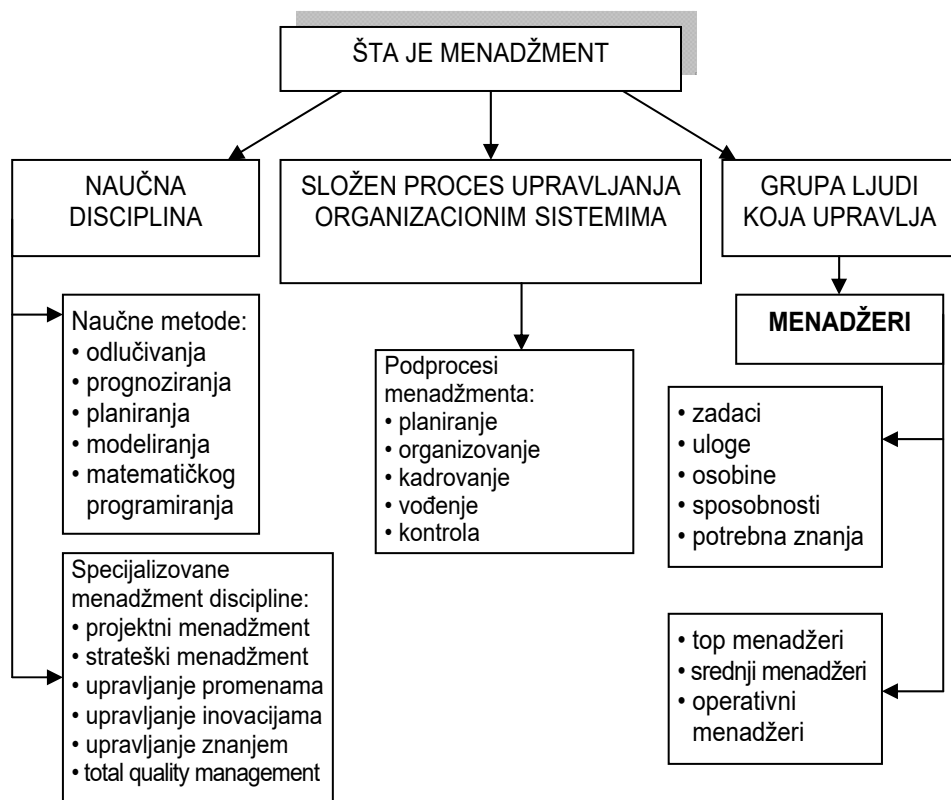 ŠTA JE MENADŽMENT
NAUČNA
DISCIPLINA
SLOŽEN PROCES UPRAVLJANJA
ORGANIZACIONIM SISTEMIMA
GRUPA LJUDI
KOJA UPRAVLJA
Naučne metode:
• odlučivanja
• prognoziranja
• planiranja
• modeliranja
• matematičkog
programiranja
Specijalizovane
menadžment discipline:
• projektni menadžment
• strateški menadžment
• upravljanje promenama
• upravljanje inovacijama
• upravljanje znanjem
• total quality management
Podprocesi
menadžmenta:
• planiranje
• organizovanje
• kadrovanje
• vođenje
• kontrola
MENADŽERI
• zadaci
• uloge
• osobine
• sposobnosti
• potrebna znanja
• top menadžeri
• srednji menadžeri
• operativni
menadžeri